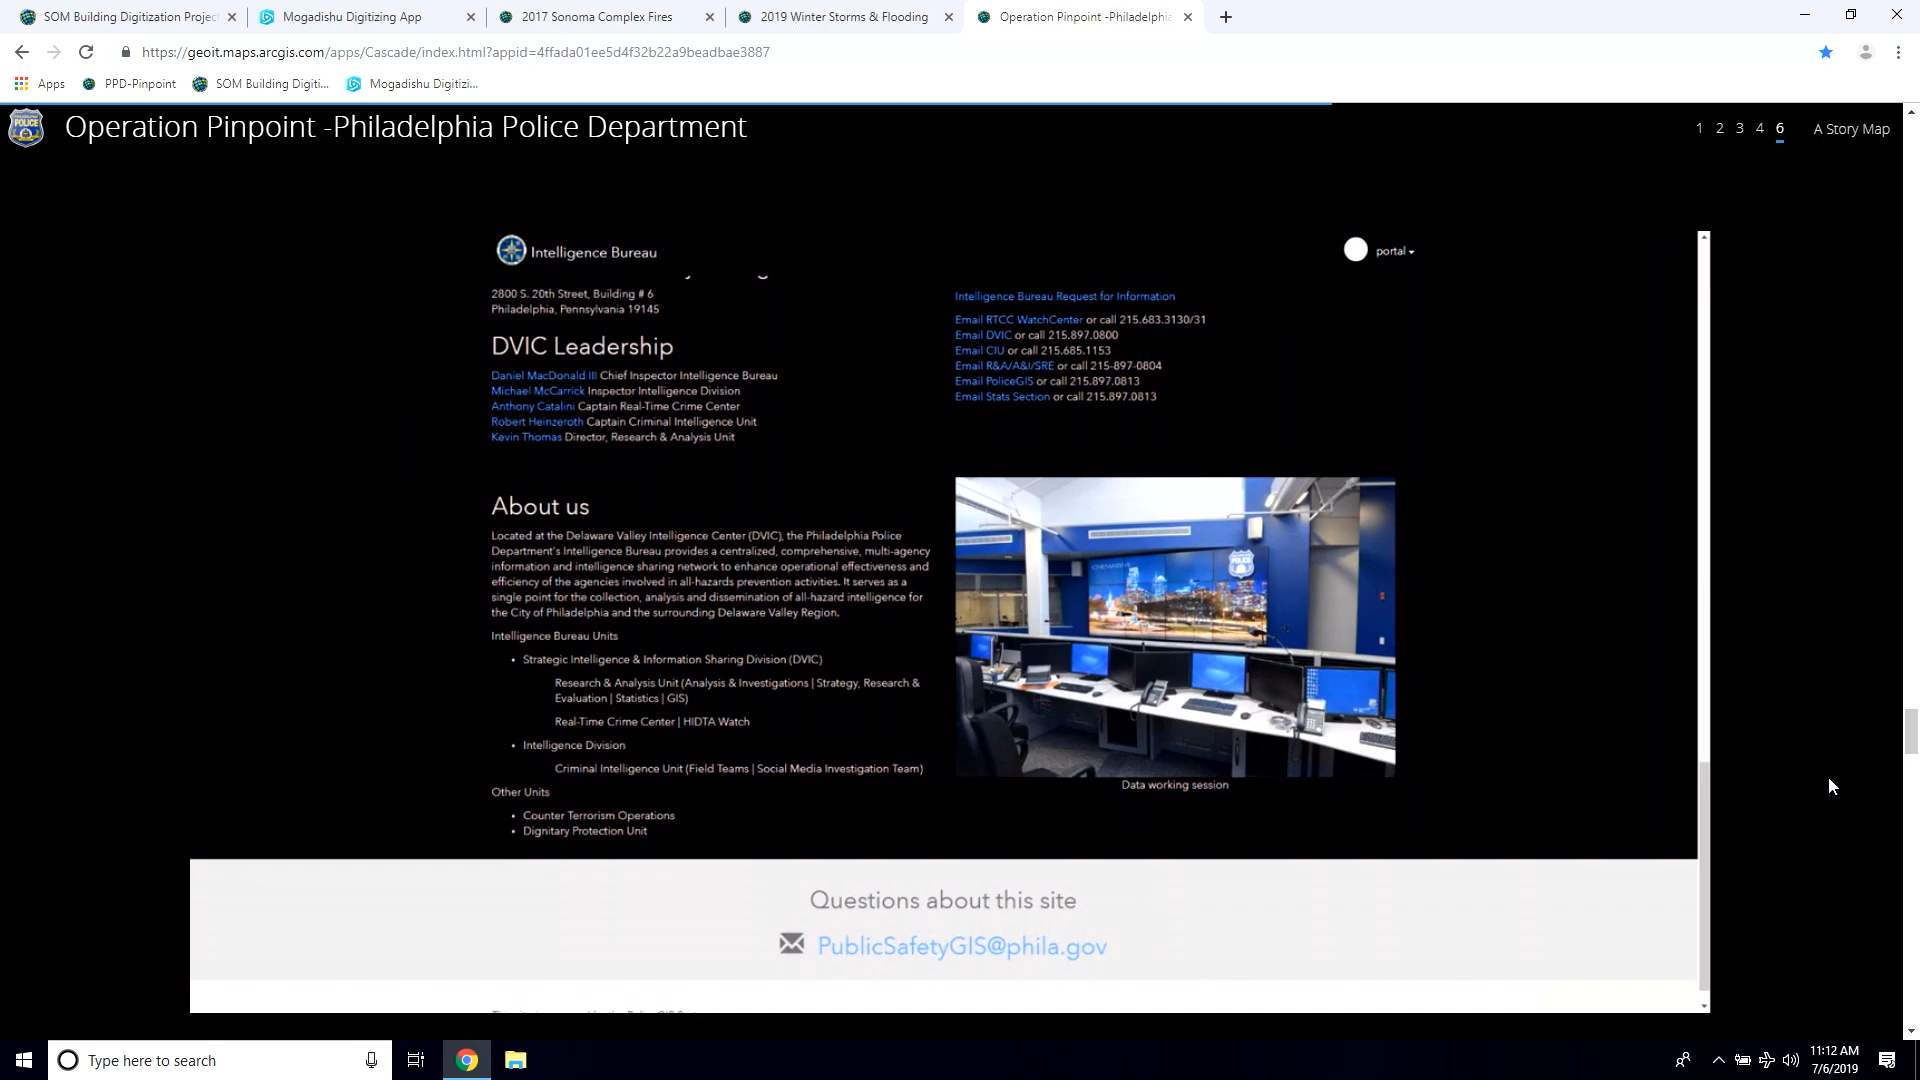 SOM Building Digitization Projec
Mogadishu Digitizing App
2017 Sonoma Complex Fires
2019 Winter Storms & Flooding
Operation Pinpoint -Philadelphia
https://geoit.maps.arcgis.com/apps/Cascade/index.html?appid=4ffada01ee5d4f32b22a9beadbae3887
Apps
PPD-Pinpoint
SOM Building Digiti...
Mogadishu Digitizi...
Operation Pinpoint -Philadelphia Police Department
1 2 3 4 6
A Story Map
Intelligence Bureau
portal
2800 S. 20th Street, Building # 6
Philadelphia, Pennsylvania 19145
DVIC Leadership
Daniel MacDonald III Chief Inspector Intelligence Bureau
Michael McCarrick Inspector Intelligence Division
Anthony Catalini Captain Real-Time Crime Center
Robert Heinzeroth Captain Criminal Intelligence Unit
Kevin Thomas Director, Research & Analysis Unit
Intelligence Bureau Request for Information
Email RTCC WatchCenter or call 215.683.3130/31
Email DVIC or call 215.897.0800
Email CIU or call 215.685.1153
Email R&A/A&I/SRE or call 215-897-0804
Email PoliceGIS or call 215.897.0813
Email Stats Section or call 215.897.0813
About us
Located at the Delaware Valley Intelligence Center (DVIC), the Philadelphia Police
Department's Intelligence Bureau provides a centralized, comprehensive, multi-agency
information and intelligence sharing network to enhance operational effectiveness and
efficiency of the agencies involved in all-hazards prevention activities. It serves as a
single point for the collection, analysis and dissemination of all-hazard intelligence for
the City of Philadelphia and the surrounding Delaware Valley Region.
Intelligence Bureau Units
• Strategic Intelligence & Information Sharing Division (DVIC)
Research & Analysis Unit (Analysis & Investigations | Strategy, Research &
Evaluation | Statistics | GIS)
Real-Time Crime Center | HIDTA Watch
• Intelligence Division
Criminal Intelligence Unit (Field Teams | Social Media Investigation Team)
Other Units
• Counter Terrorism Operations
• Dignitary Protection Unit
POLICE
Data working session
Questions about this site
PublicSafetyGIS@phila.gov
Type here to search
11:12 AM
7/6/2019